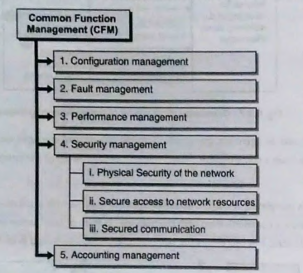 Common Function
Management (CFM)
1. Configuration management
2. Fault management
3. Performance management
4. Security management
i. Physical Security of the network
ii. Secure access to network resources
iii. Secured communication
5. Accounting management